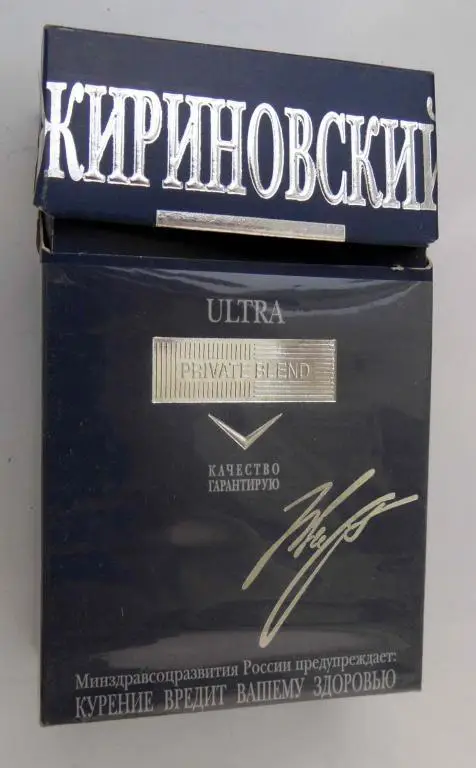 ЖИРИНОВСКИЙ
ULTRA
PRIVATE BLEND
КАЧЕСТВО
ГАРАНТИРУЮ
Минздравсоцразвития России предупреждает:
КУРЕНИЕ ВРЕДИТ ВАШЕМУ ЗДОРОВЬЮ